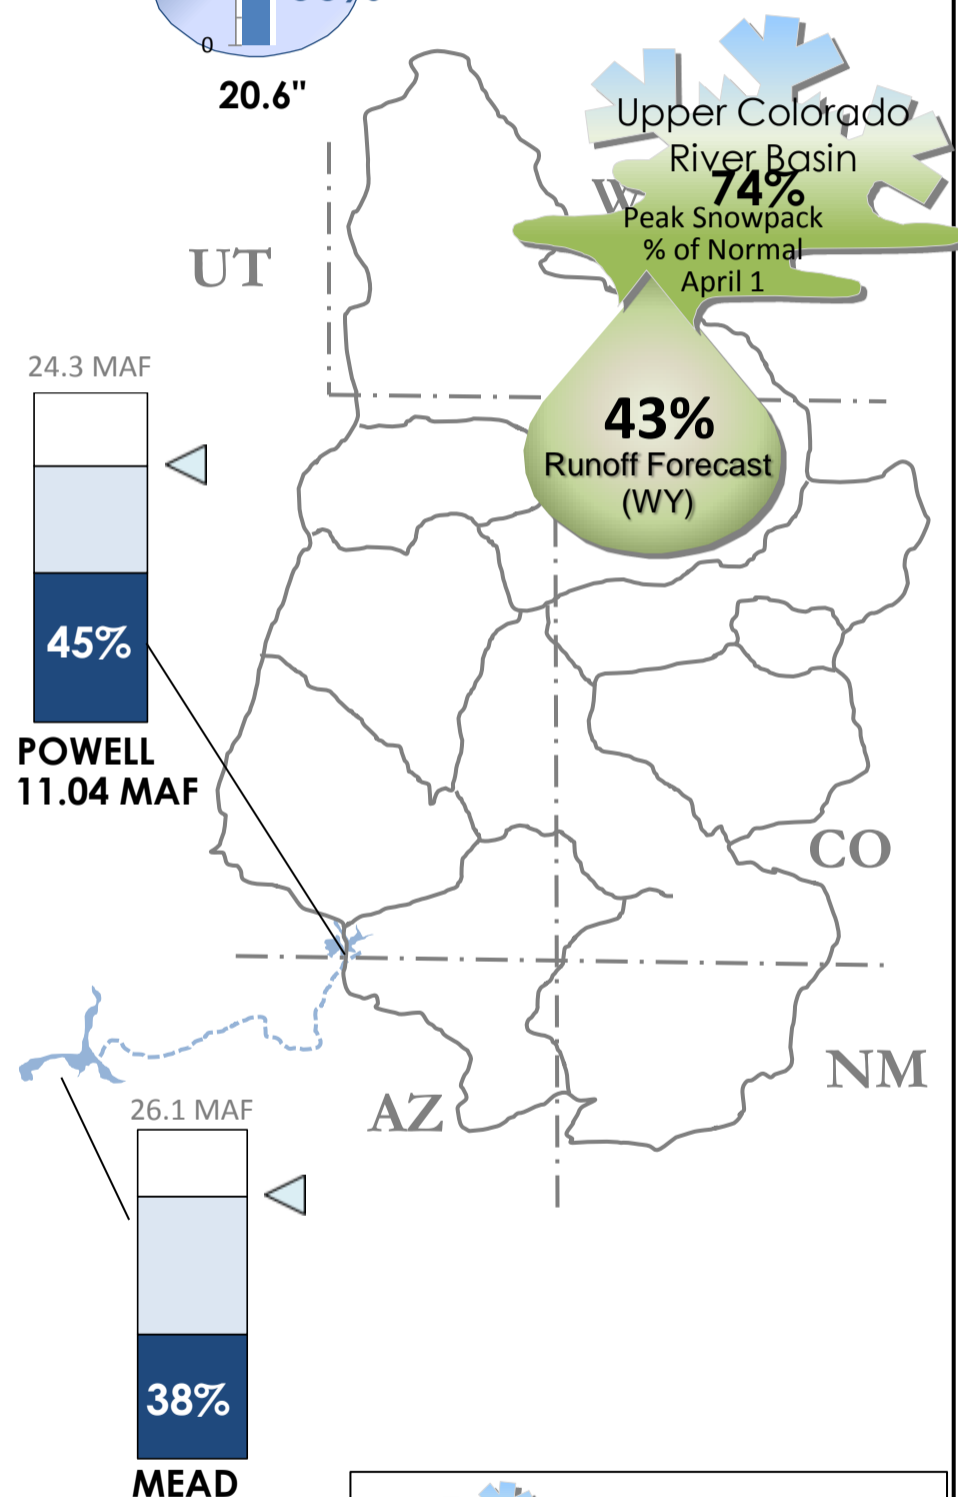 0
20.6"
Upper Colorado
River Basin
74%
Peak Snowpack
% of Normal
April 1
UT
24.3 MAF
43%
Runoff Forecast
(WY)
45%
POWELL
11.04 MAF
CO
NM
26.1 MAF
AZ
38%
MEAD